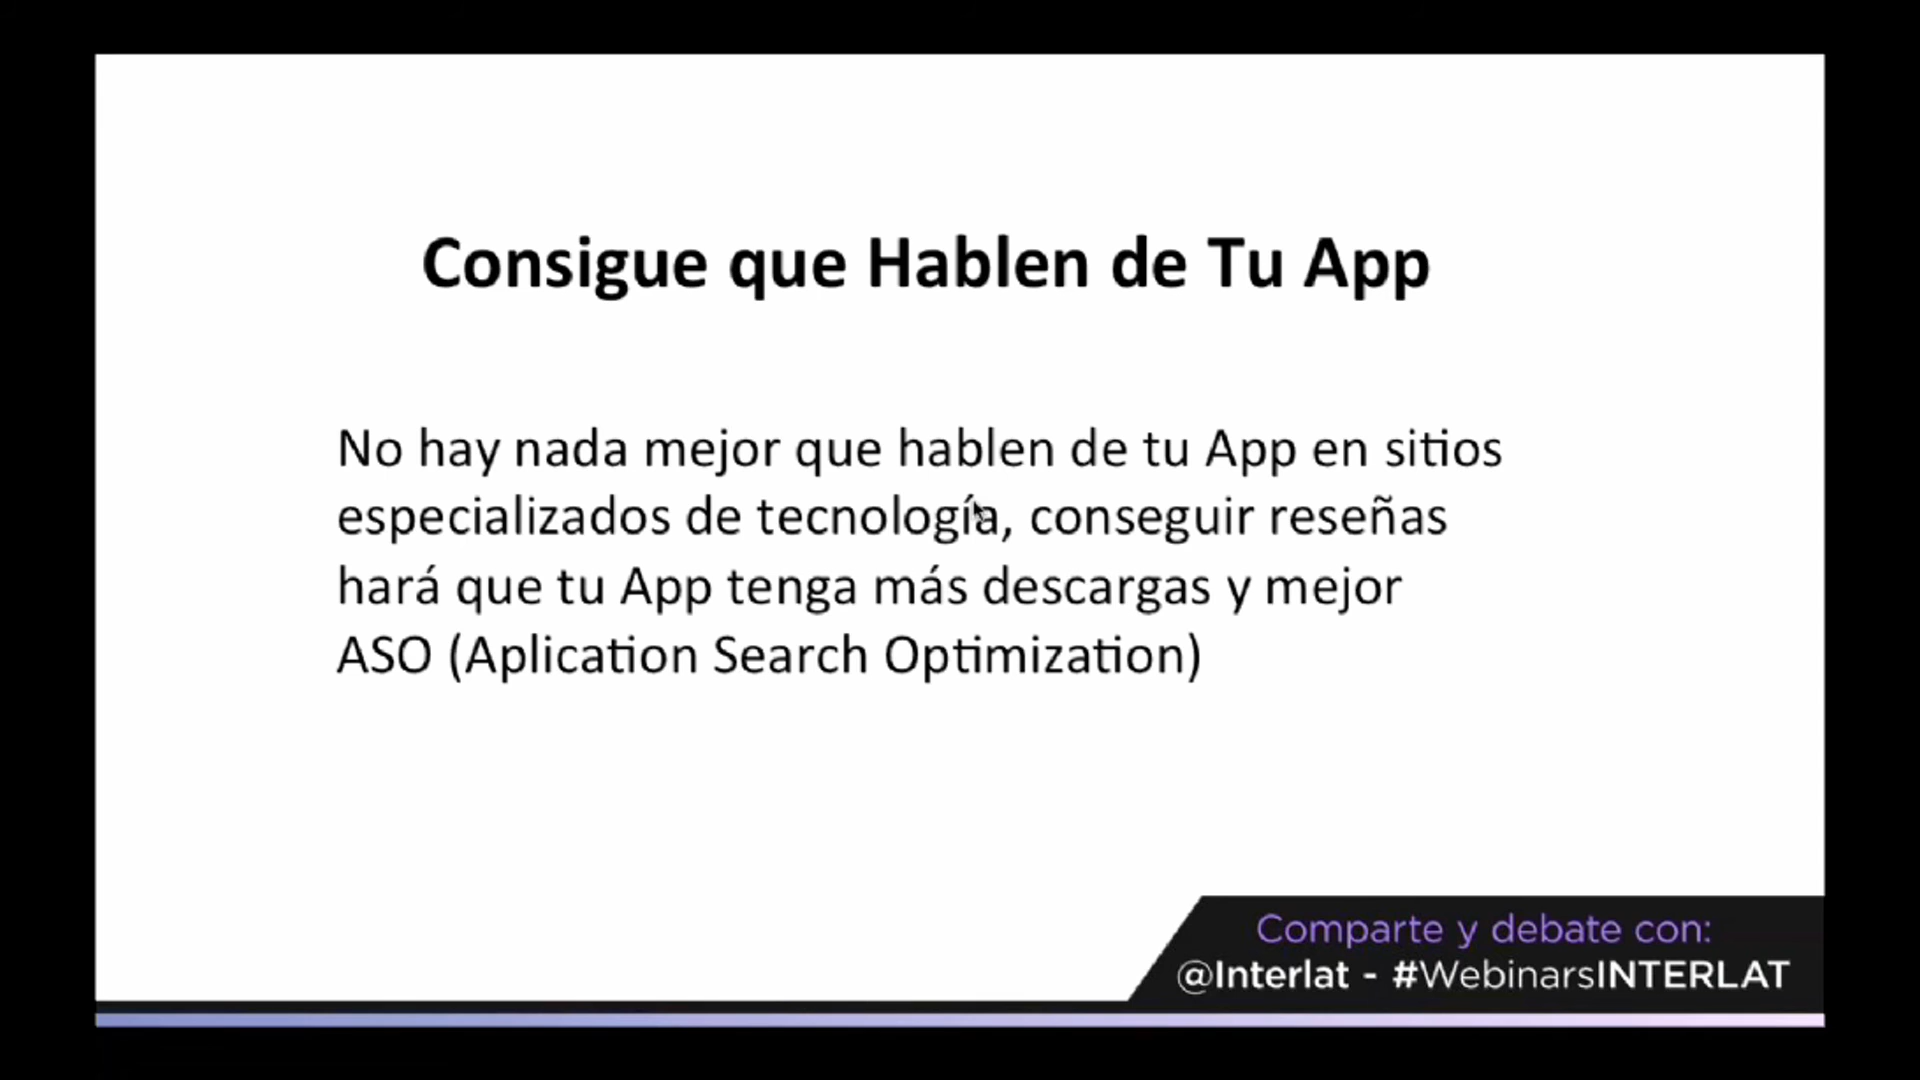 Consigue que Hablen de Tu App
No hay nada mejor que hablen de tu App en sitios
especializados de tecnología, conseguir reseñas
hará que tu App tenga más descargas y mejor
ASO (Aplication Search Optimization)
Comparte y debate con:
@Interlat - #WebinarsINTERLAT